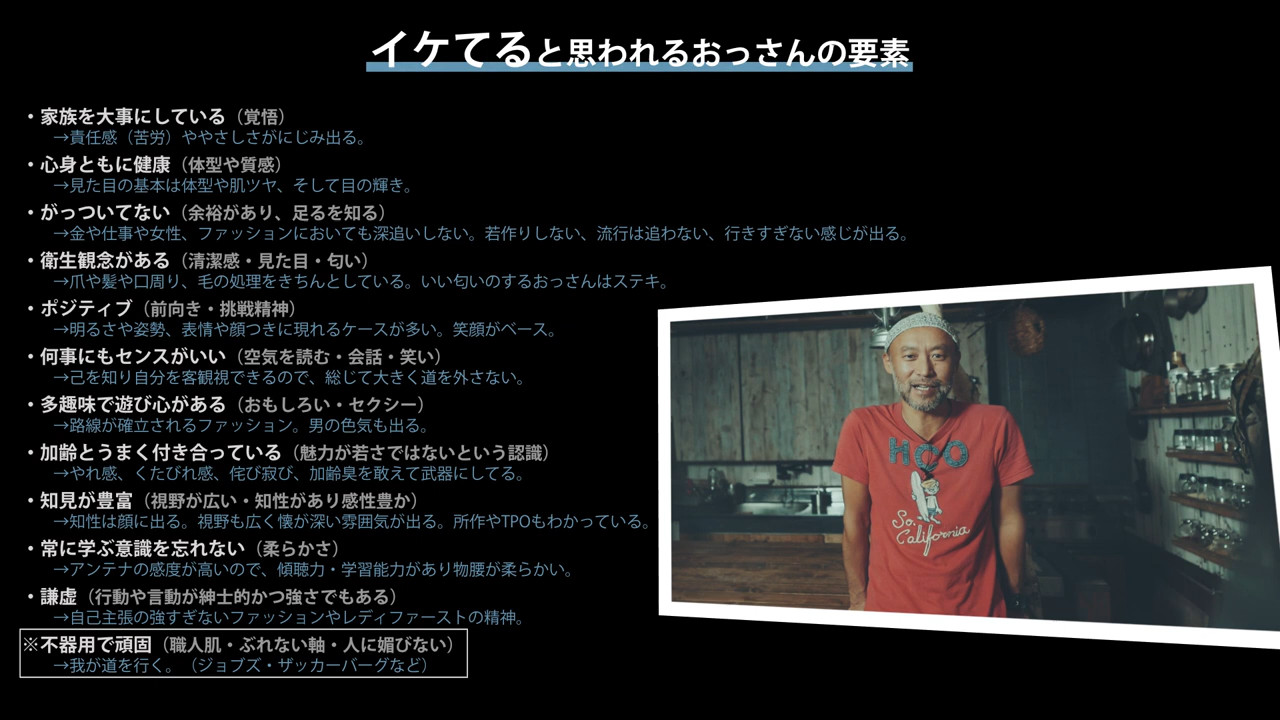 イケてると思われるおっさんの要素
・家族を大事にしている（覚悟）
→責任感（苦労）ややさしさがにじみ出る。
・心身ともに健康（体型や質感）
→見た目の基本は体型や肌ツヤ、そして目の輝き。
・がっついてない（余裕があり、足るを知る）
→金や仕事や女性、ファッションにおいても深追いしない。若作りしない、流行は追わない、行きすぎない感じが出る。
・衛生観念がある（清潔感・見た目・匂い）
→爪や髪や口周り、毛の処理をきちんとしている。いい匂いのするおっさんはステキ。
・ポジティブ（前向き・挑戦精神）
→明るさや姿勢、表情や顔つきに現れるケースが多い。笑顔がベース。
・何事にもセンスがいい（空気を読む・会話・笑い）
→己を知り自分を客観視できるので、総じて大きく道を外さない。
・多趣味で遊び心がある（おもしろい・セクシー）
→路線が確立されるファッション。男の色気も出る。
・加齢とうまく付き合っている（魅力が若さではないという認識）
→やれ感、くたびれ感、侘び寂び、加齢臭を敢えて武器にしてる。
・知見が豊富（視野が広い・知性があり感性豊か）
→知性は顔に出る。視野も広く懐が深い雰囲気が出る。所作やTPOもわかっている。
・常に学ぶ意識を忘れない（柔らかさ）
→アンテナの感度が高いので、傾聴力・学習能力があり物腰が柔らかい。
・謙虚（行動や言動が紳士的かつ強さでもある）
→自己主張の強すぎないファッションやレディファーストの精神。
※不器用で頑固（職人肌・ぶれない軸・人に媚びない）
→我が道を行く。（ジョブズ・ザッカーバーグなど）
HCO
So.
California